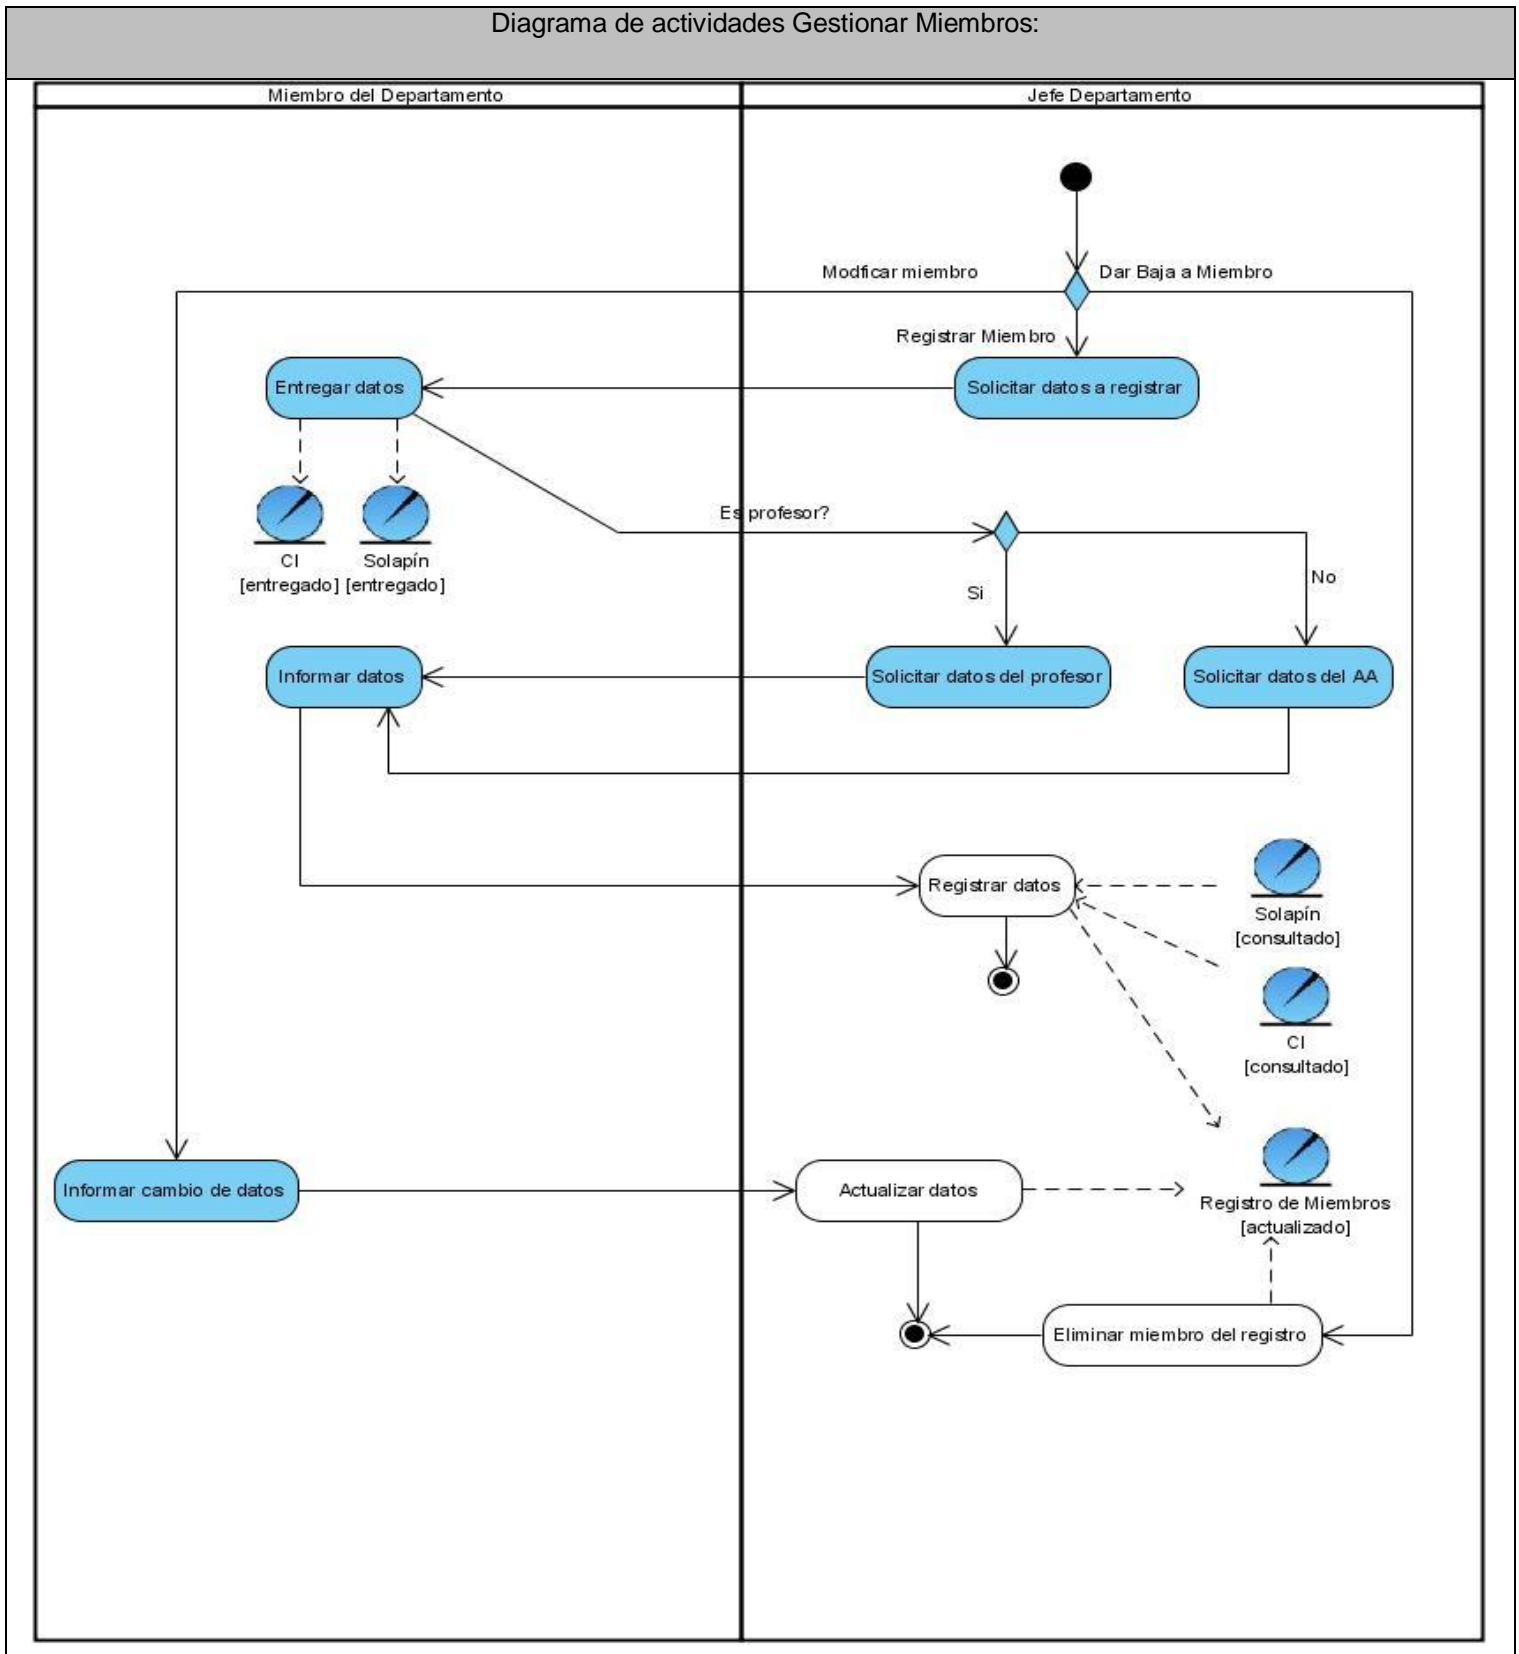 Diagrama de actividades Gestionar Miembros:
Miembro del Departamento
Jefe Departamento
Modficar miembro
Dar Baja a Miembro
Registrar Miembro
Entregar datos
Solicitar datos a registrar
Es profesor?
CI
[entregado]
Solapín
[entregado]
Si
No
Informar datos
Solicitar datos del profesor
Solicitar datos del AA
Registrar datos
Solapín
[consultado]
CI
[consultado]
Informar cambio de datos
Actualizar datos
Registro de Miembros
[actualizado]
Eliminar miembro del registro